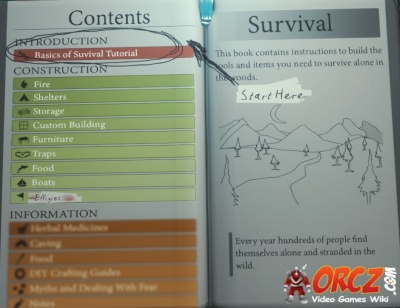 Contents
INTRODUCTION
Basics of Suvival Tutorial
CONSTRUCTION
Fire
Shelters
Storage
Custom Building
Furniture
Traps
Food
Boats
Effigies
INFORMATION
Herbal Medicines
Caving
Food
DIY Crafting Guides
Myths and Dealing With Fear
Notes
Survival
This book contains instructions to build the
tools and items you need to survive alone in
the woods.
Start Here
Every year hundreds of people find
themselves alone and stranded in the
wild.
ORCZ.COM
Video Games Wiki